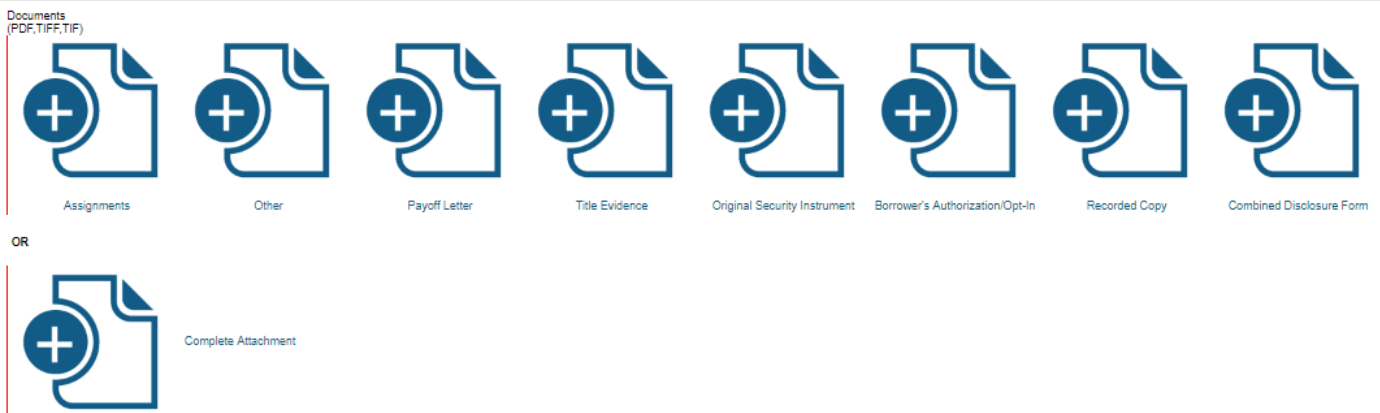 Documents
(PDF,TIFF,TIF)
Assignments
Other
Payoff Letter
Title Evidence
Original Security Instrument
Borrower's Authorization/Opt-In
Recorded Copy
Combined Disclosure Form
OR
Complete Attachment